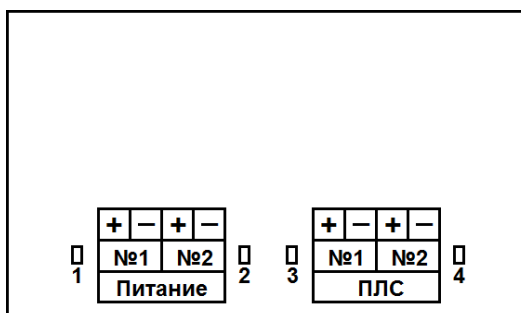 + − + − + − + −
№1 №2 №1 №2
1 2 3 4
Питание ПЛС